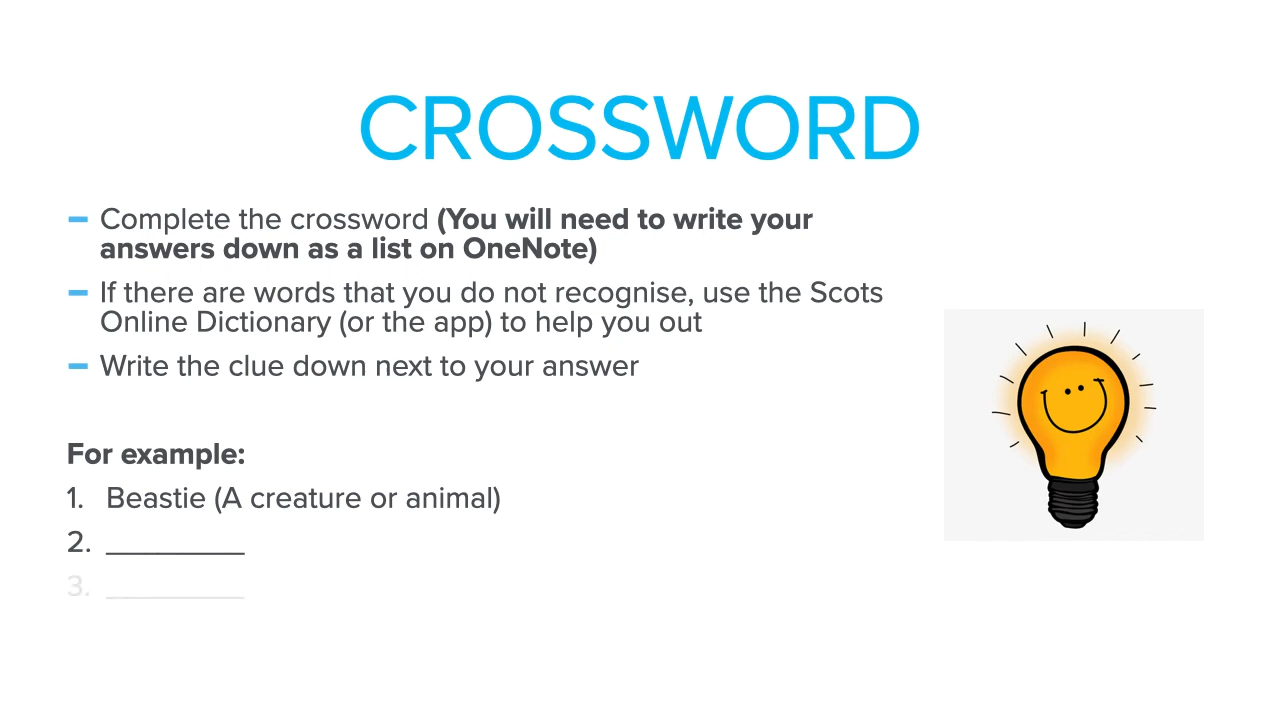 CROSSWORD
Complete the crossword (You will need to write your
answers down as a list on OneNote)
If there are words that you do not recognise, use the Scots
Online Dictionary (or the app) to help you out
Write the clue down next to your answer
For example:
1. Beastie (A creature or animal)
2. _________
3. _________